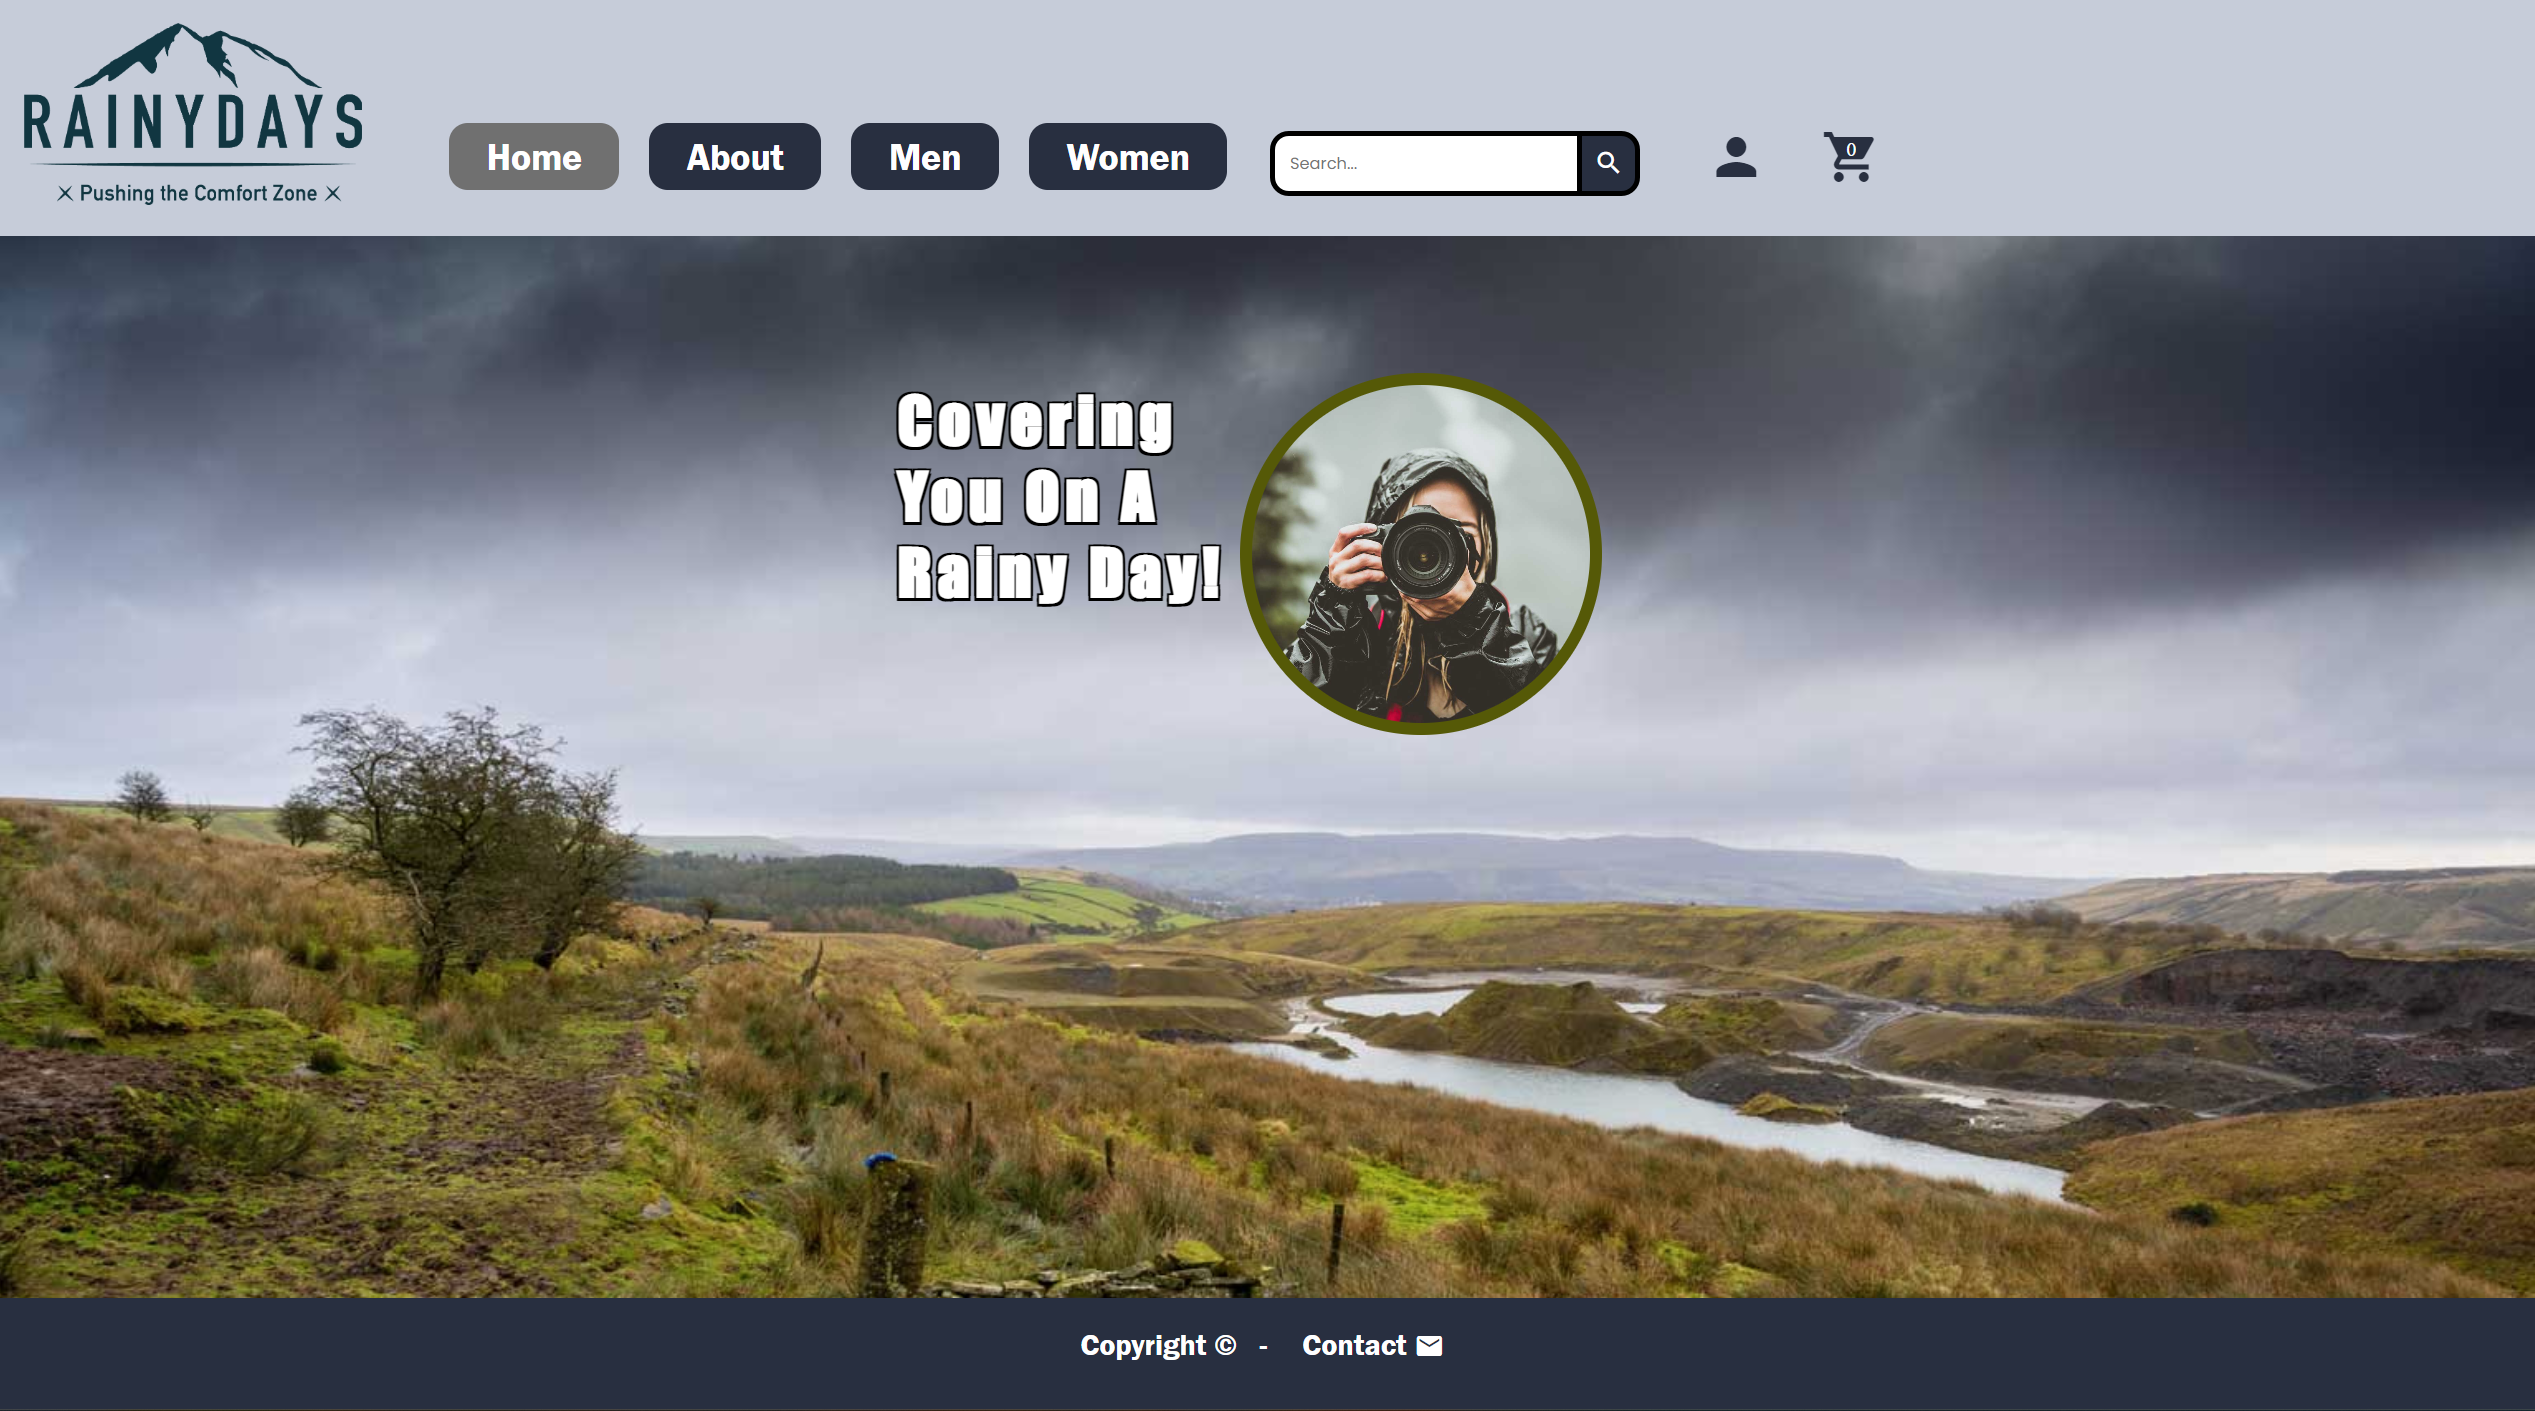 RAINYDAYS
Pushing the Comfort Zone
Home
About
Men
Women
Search...
0
Covering
You On A
Rainy Day!
Copyright © - Contact